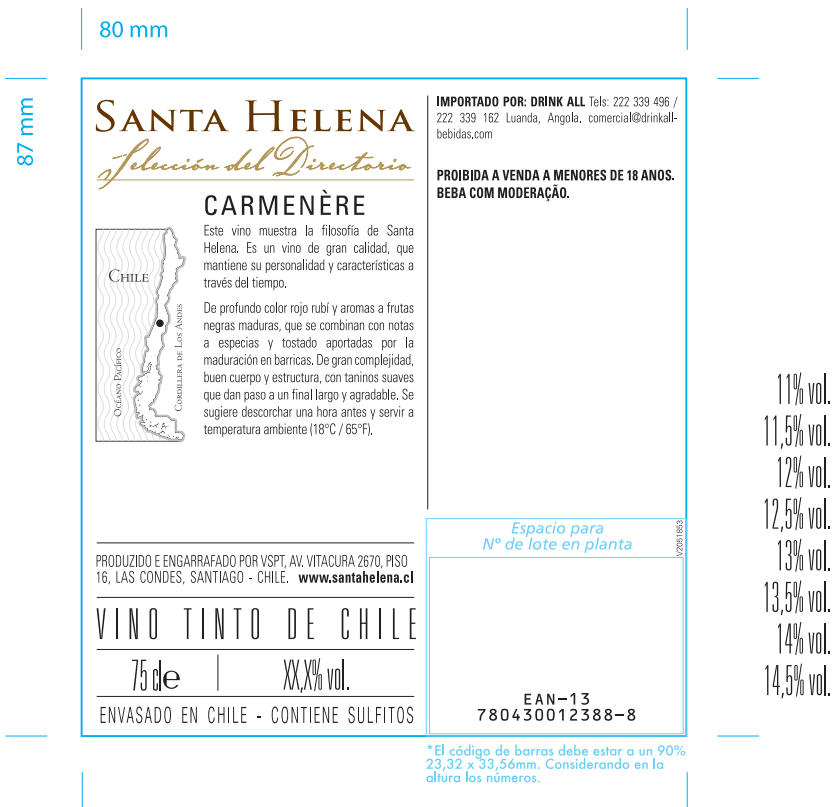 80 mm
87 mm
SANTA HELENA
Selección del Directorio
CARMENÈRE
Este vino muestra la filosofía de Santa
Helena. Es un vino de gran calidad, que
mantiene su personalidad y características a
través del tiempo.
De profundo color rojo rubí y aromas a frutas
negras maduras, que se combinan con notas
a especias y tostado aportadas por la
maduración en barricas. De gran complejidad,
buen cuerpo y estructura, con taninos suaves
que dan paso a un final largo y agradable. Se
sugiere descorchar una hora antes y servir a
temperatura ambiente (18°C / 65°F).
CHILE
OCÉANO PACÍFICO
CORDILLERA DE LOS ANDES
PRODUZIDO E ENGARRAFADO POR VSPT, AV. VITACURA 2670, PISO
16, LAS CONDES, SANTIAGO - CHILE. www.santahelena.cl
VINO TINTO DE CHILE
75 cl e
XX,X% vol.
ENVASADO EN CHILE - CONTIENE SULFITOS
IMPORTADO POR: DRINK ALL Tels: 222 339 496 /
222 339 162 Luanda, Angola. comercial@drinkall-
bebidas.com
PROIBIDA A VENDA A MENORES DE 18 ANOS.
BEBA COM MODERAÇÃO.
Espacio para
Nº de lote en planta
V2051853
EAN-13
780430012388-8
*El código de barras debe estar a un 90%
23,32 x 33,56mm. Considerando en la
altura los números.
11% vol.
11,5% vol.
12% vol.
12,5% vol.
13% vol.
13,5% vol.
14% vol.
14,5% vol.